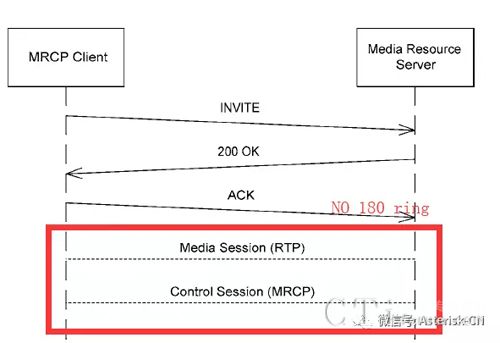 MRCP Client
Media Resource
Server
INVITE
200 OK
ACK
NO 180 ring
Media Session (RTP)
Control Session (MRCP)
微信号: Asterisk-CN